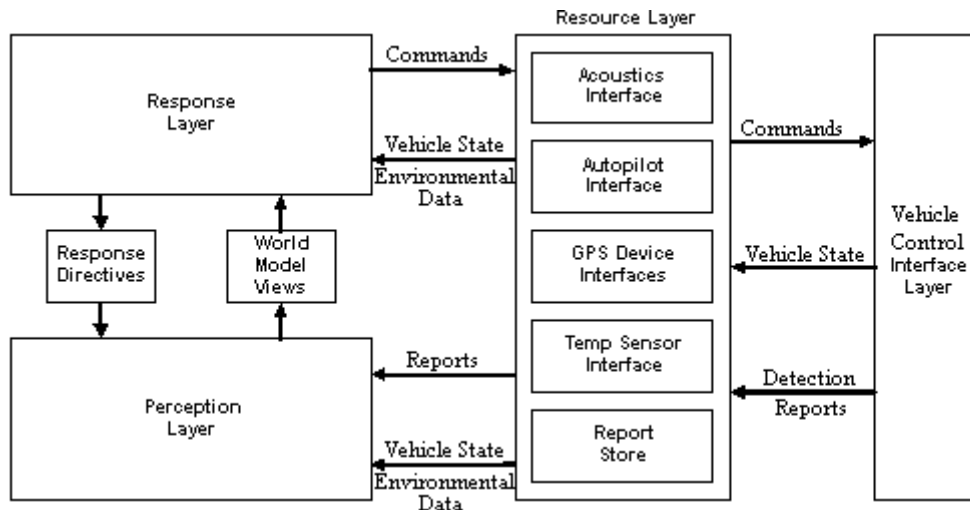 Resource Layer
Response
Layer
Commands
Vehicle State
Environmental
Data
Response
Directives
World
Model
Views
Perception
Layer
Reports
Vehicle State
Environmental
Data
Acoustics
Interface
Autopilot
Interface
GPS Device
Interfaces
Temp Sensor
Interface
Report
Store
Commands
Vehicle State
Detection
Reports
Vehicle
Control
Interface
Layer